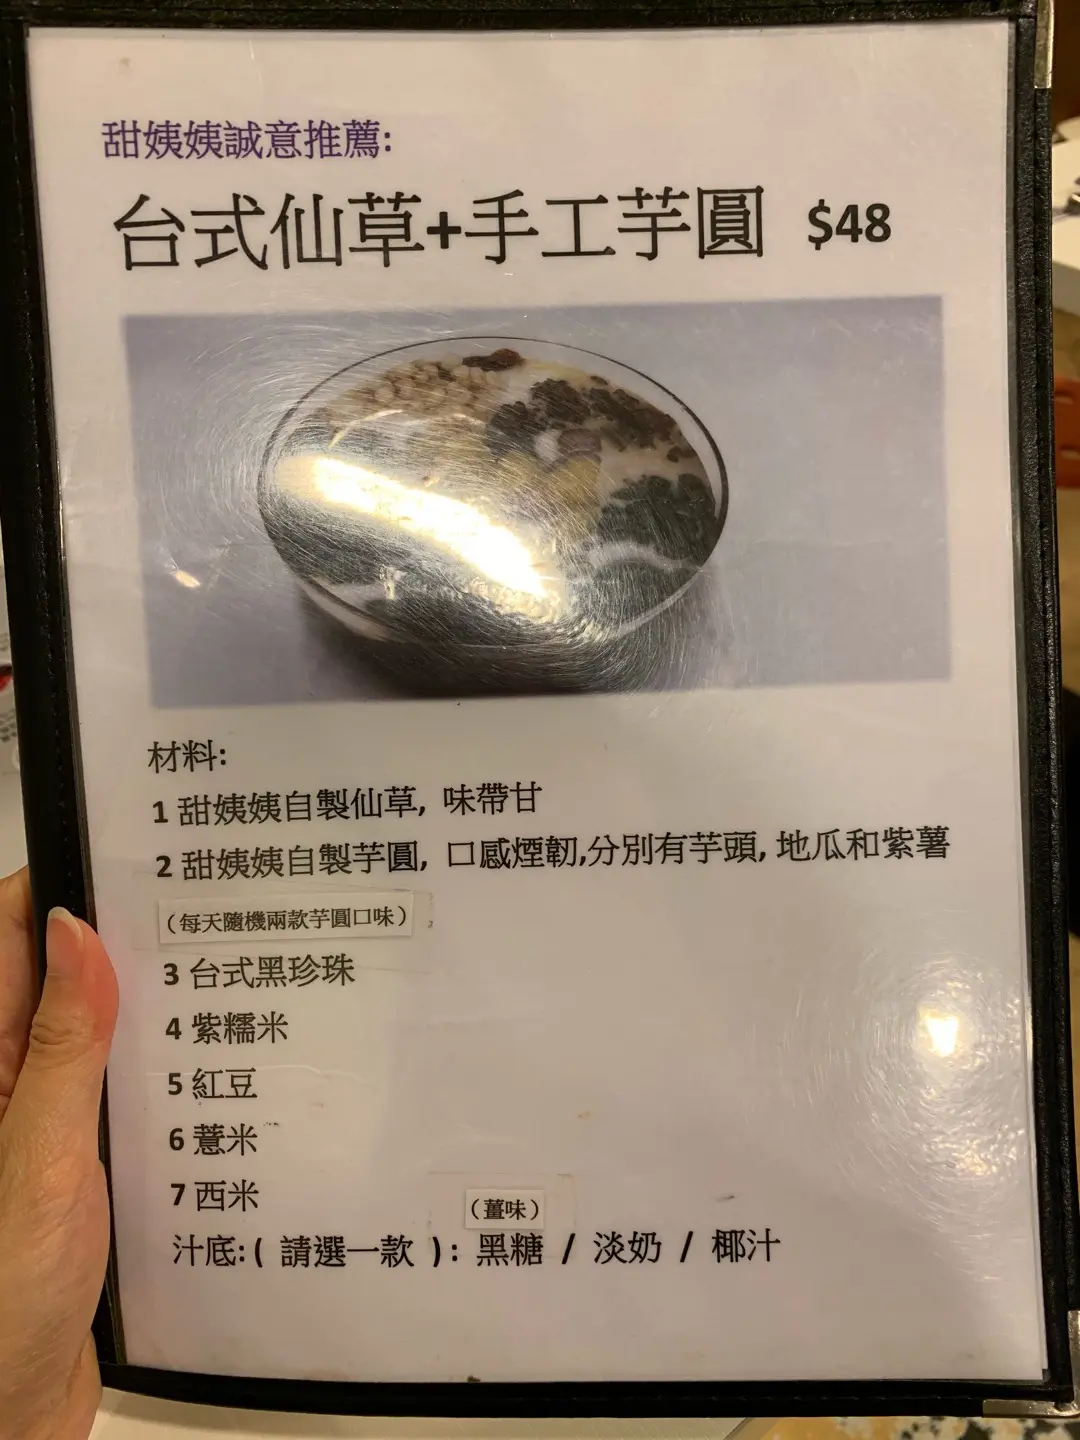 甜姨姨誠意推薦:
台式仙草+手工芋圓 $48
材料:
1 甜姨姨自製仙草, 味帶甘
2 甜姨姨自製芋圓, 口感煙韌,分別有芋頭, 地瓜和紫薯
(每天隨機兩款芋圓口味)
3 台式黑珍珠
4 紫糯米
5 紅豆
6 薏米
7 西米
(薑味)
汁底:( 請選一款 ): 黑糖 / 淡奶 / 椰汁